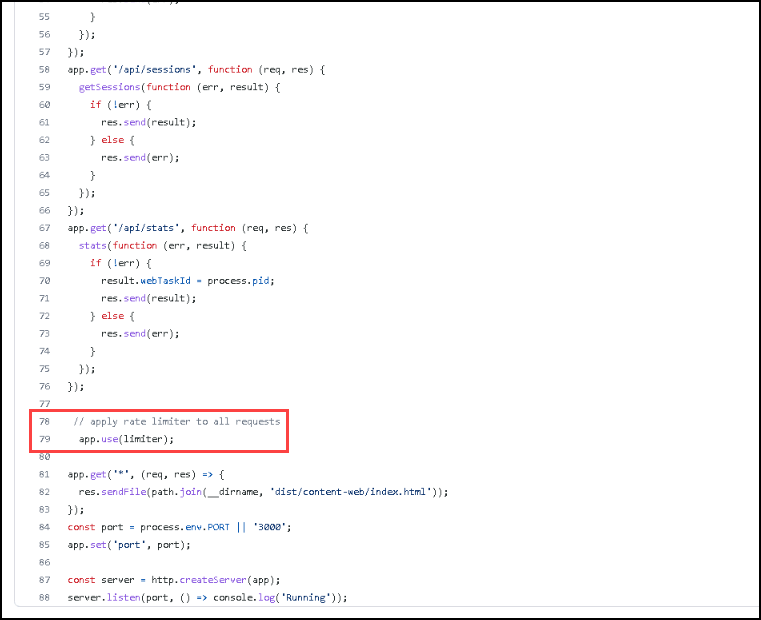 55 }
56 });
57 });
58 app.get('/api/sessions', function (req, res) {
59 getSessions(function (err, result) {
60 if (!err) {
61 res.send(result);
62 } else {
63 res.send(err);
64 }
65 });
66 });
67 app.get('/api/stats', function (req, res) {
68 stats(function (err, result) {
69 if (!err) {
70 result.webTaskId = process.pid;
71 res.send(result);
72 } else {
73 res.send(err);
74 }
75 });
76 });
77
78 // apply rate limiter to all requests
79 app.use(limiter);
80
81 app.get('*', (req, res) => {
82 res.sendFile(path.join(__dirname, 'dist/content-web/index.html'));
83 });
84 const port = process.env.PORT || '3000';
85 app.set('port', port);
86
87 const server = http.createServer(app);
88 server.listen(port, () => console.log('Running'));